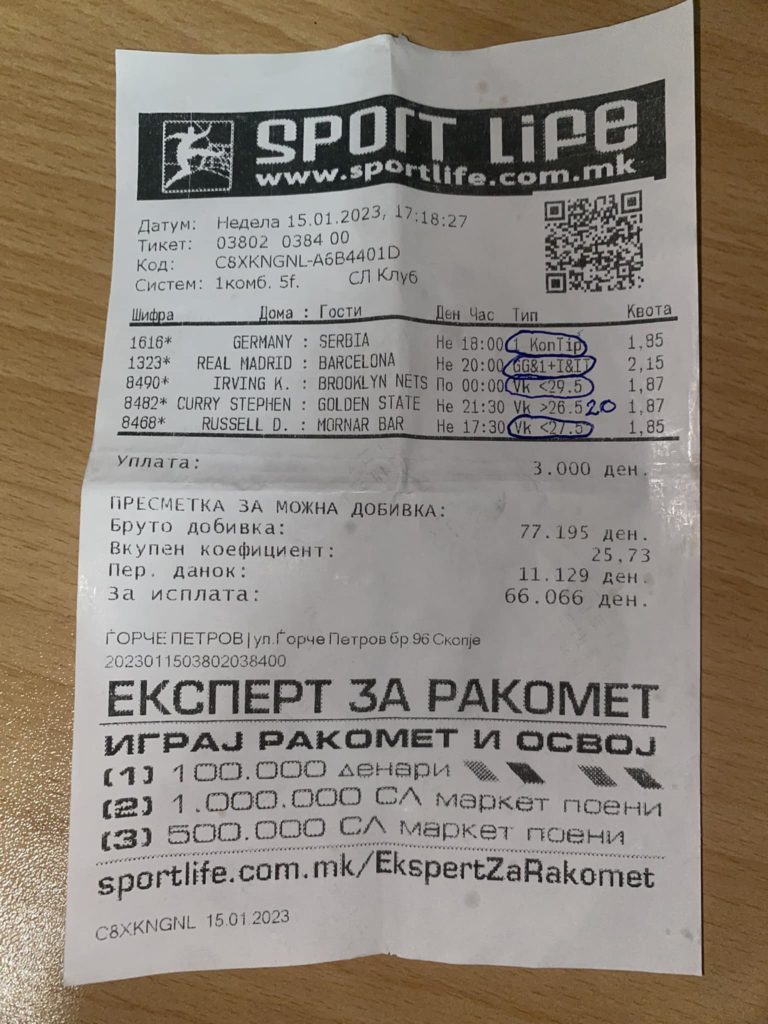 SPORT LIFE
www.sportlife.com.mk
Датум: Недела 15.01.2023, 17:18:27
Тикет: 03802 0384 00
Код: C8XKNGNL-A6B4401D
Систем: 1комб. 5f. СЛ Клуб
Шифра Дома : Гости Ден Час Тип Квота
1616* GERMANY : SERBIA Не 18:00 1 KonTip 1,85
1323* REAL MADRID : BARCELONA Не 20:00 GG&1+I&II 2,15
8490* IRVING K. : BROOKLYN NETS По 00:00 Vk <29.5 1,87
8482* CURRY STEPHEN : GOLDEN STATE Не 21:30 Vk >26.5 20 1,87
8468* RUSSELL D. : MORNAR BAR Не 17:30 Vk <27.5 1,85
Уплата: 3.000 ден.
ПРЕСМЕТКА ЗА МОЖНА ДОБИВКА:
Бруто добивка: 77.195 ден.
Вкупен коефициент: 25,73
Пер. данок: 11.129 ден.
За исплата: 66.066 ден.
ЃОРЧЕ ПЕТРОВ | ул.Ѓорче Петров бр 96 Скопје
2023011503802038400
ЕКСПЕРТ ЗА РАКОМЕТ
ИГРАЈ РАКОМЕТ И ОСВОЈ
(1) 100.000 денари
(2) 1.000.000 СЛ маркет поени
(3) 500.000 СЛ маркет поени
sportlife.com.mk/EkspertZaRakomet
C8XKNGNL 15.01.2023